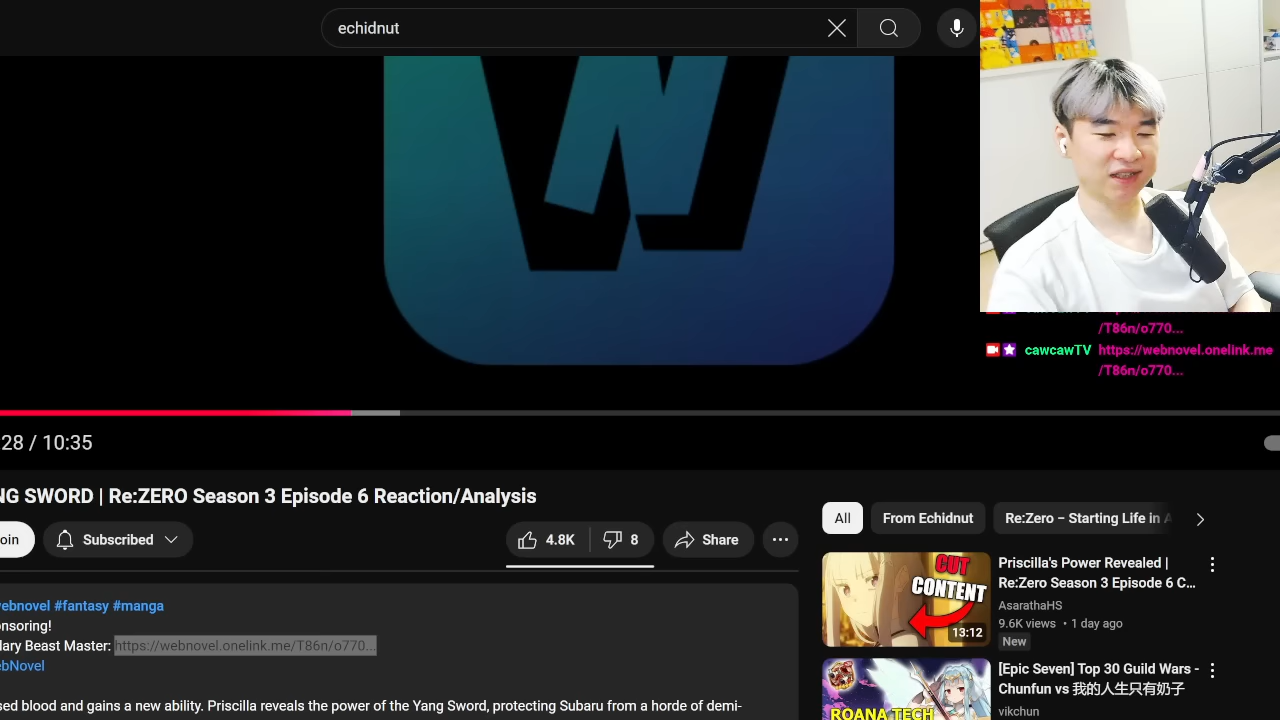 echidnut
/T86n/o770...
cawcawTV https://webnovel.onelink.me
/T86n/o770...
28 / 10:35
NG SWORD | Re:ZERO Season 3 Episode 6 Reaction/Analysis
oin
Subscribed
4.8K
8
Share
ebnovel #fantasy #manga
onsoring!
dary Beast Master: https://webnovel.onelink.me/T86n/o770...
ebNovel
sed blood and gains a new ability. Priscilla reveals the power of the Yang Sword, protecting Subaru from a horde of demi-
All
From Echidnut
Re:Zero − Starting Life in A
CUT
CONTENT
13:12
Priscilla's Power Revealed |
Re:Zero Season 3 Episode 6 C...
AsarathaHS
9.6K views • 1 day ago
New
ROANA TECH
[Epic Seven] Top 30 Guild Wars -
Chunfun vs 我的人生只有奶子
vikchun